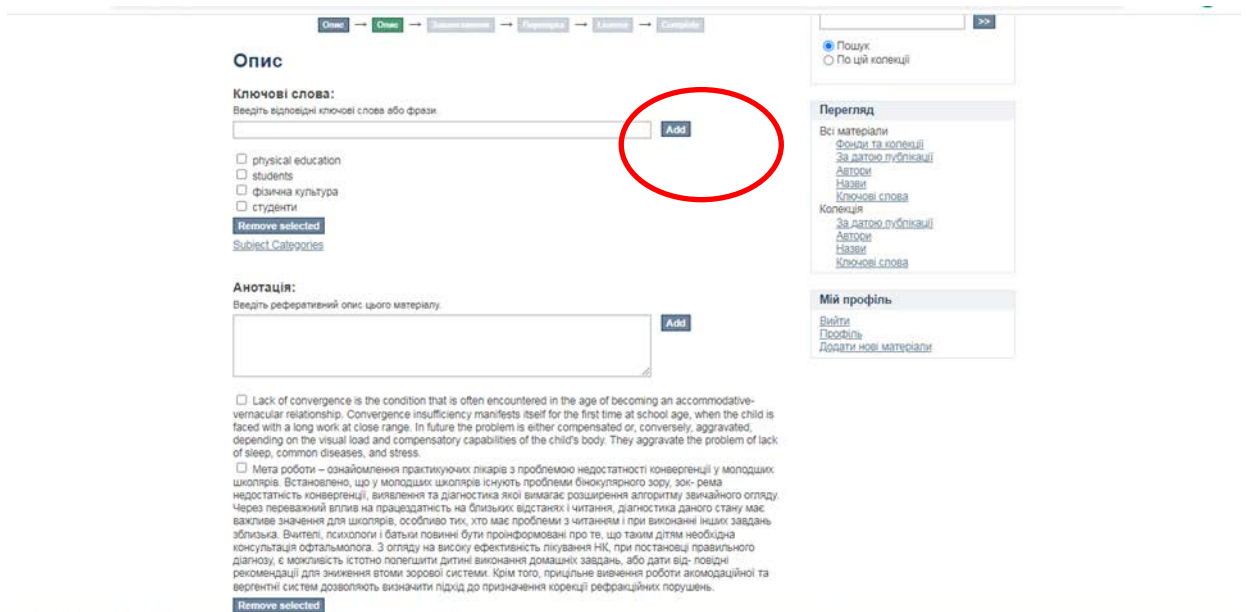 Опис → Опис → → Перевірка → License → Complete
>>
Пошук
По цій колекції
Опис
Ключові слова:
Введіть відповідні ключові слова або фрази.
Add
physical education
students
фізична культура
студенти
Remove selected
Subject Categories
Перегляд
Всі матеріали
Фонди та колекції
За датою публікації
Автори
Назви
Ключові слова
Колекція
За датою публікації
Автори
Назви
Ключові слова
Анотація:
Введіть реферативний опис цього матеріалу.
Add
Мій профіль
Вийти
Профіль
Додати нові матеріали
Lack of convergence is the condition that is often encountered in the age of becoming an accommodative-
vernacular relationship. Convergence insufficiency manifests itself for the first time at school age, when the child is
faced with a long work at close range. In future the problem is either compensated or, conversely, aggravated,
depending on the visual load and compensatory capabilities of the child's body. They aggravate the problem of lack
of sleep, common diseases, and stress.
Мета роботи – ознайомлення практикуючих лікарів з проблемою недостатності конвергенції у молодших
школярів. Встановлено, що у молодших школярів існують проблеми бінокулярного зору, зок- рема
недостатність конвергенції, виявлення та діагностика якої вимагає розширення алгоритму звичайного огляду.
Через переважний вплив на працездатність на близьких відстанях і читання, діагностика даного стану має
важливе значення для школярів, особливо тих, хто має проблеми з читанням і при виконанні інших завдань
зблизька. Вчителі, психологи і батьки повинні бути проінформовані про те, що таким дітям необхідна
консультація офтальмолога. З огляду на високу ефективність лікування НК, при постановці правильного
діагнозу, є можливість істотно полегшити дитині виконання домашніх завдань, або дати від- повідні
рекомендації для зниження втоми зорової системи. Крім того, прицільне вивчення роботи акомодаційної та
вергентні систем дозволяють визначити підхід до призначення корекції рефракційних порушень.
Remove selected